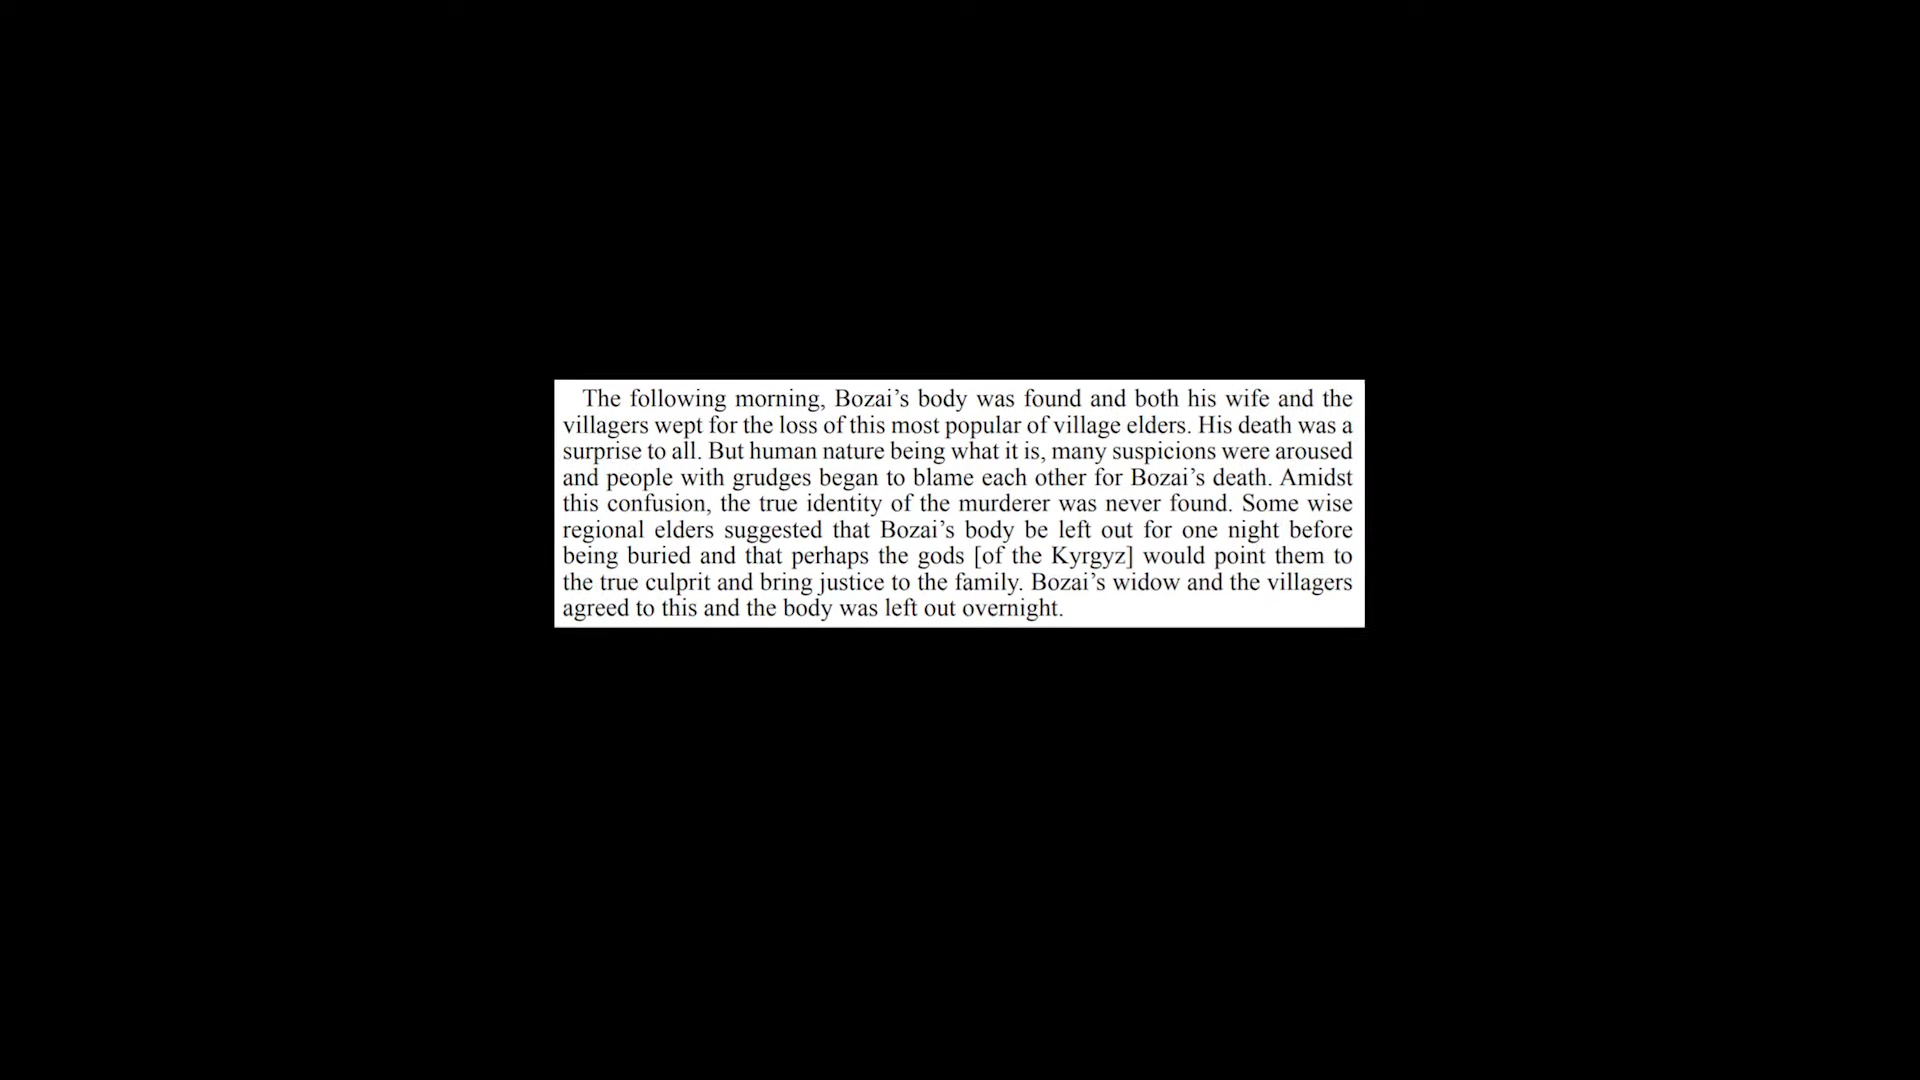 The following morning, Bozai’s body was found and both his wife and the
villagers wept for the loss of this most popular of village elders. His death was a
surprise to all. But human nature being what it is, many suspicions were aroused
and people with grudges began to blame each other for Bozai’s death. Amidst
this confusion, the true identity of the murderer was never found. Some wise
regional elders suggested that Bozai’s body be left out for one night before
being buried and that perhaps the gods [of the Kyrgyz] would point them to
the true culprit and bring justice to the family. Bozai’s widow and the villagers
agreed to this and the body was left out overnight.